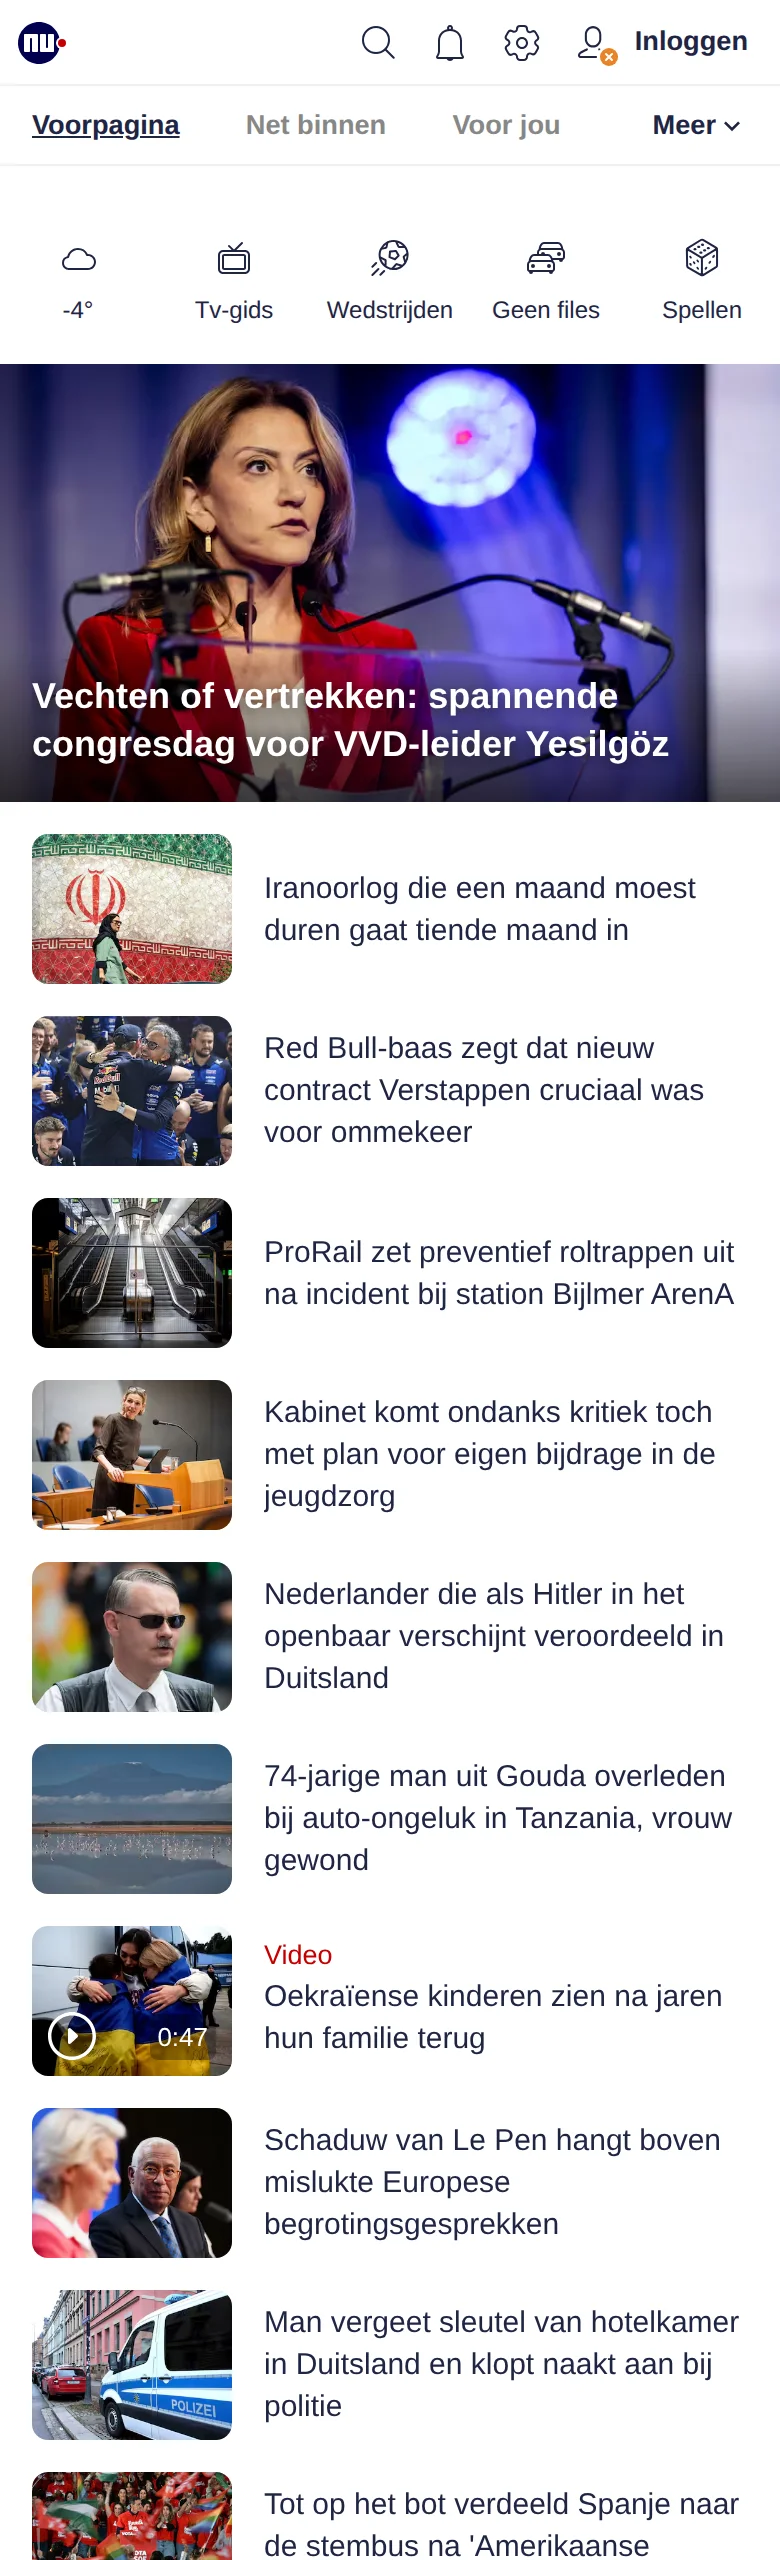 nu
Inloggen
Voorpagina Net binnen Voor jou Meer
-4° Tv-gids Wedstrijden Geen files Spellen
Vechten of vertrekken: spannende
congresdag voor VVD-leider Yesilgöz
Iranoorlog die een maand moest
duren gaat tiende maand in
Red Bull
Red Bull-baas zegt dat nieuw
contract Verstappen cruciaal was
voor ommekeer
ProRail zet preventief roltrappen uit
na incident bij station Bijlmer ArenA
Kabinet komt ondanks kritiek toch
met plan voor eigen bijdrage in de
jeugdzorg
Nederlander die als Hitler in het
openbaar verschijnt veroordeeld in
Duitsland
74-jarige man uit Gouda overleden
bij auto-ongeluk in Tanzania, vrouw
gewond
0:47
Video
Oekraïense kinderen zien na jaren
hun familie terug
Schaduw van Le Pen hangt boven
mislukte Europese
begrotingsgesprekken
POLIZEI
Man vergeet sleutel van hotelkamer
in Duitsland en klopt naakt aan bij
politie
Tot op het bot verdeeld Spanje naar
de stembus na 'Amerikaanse